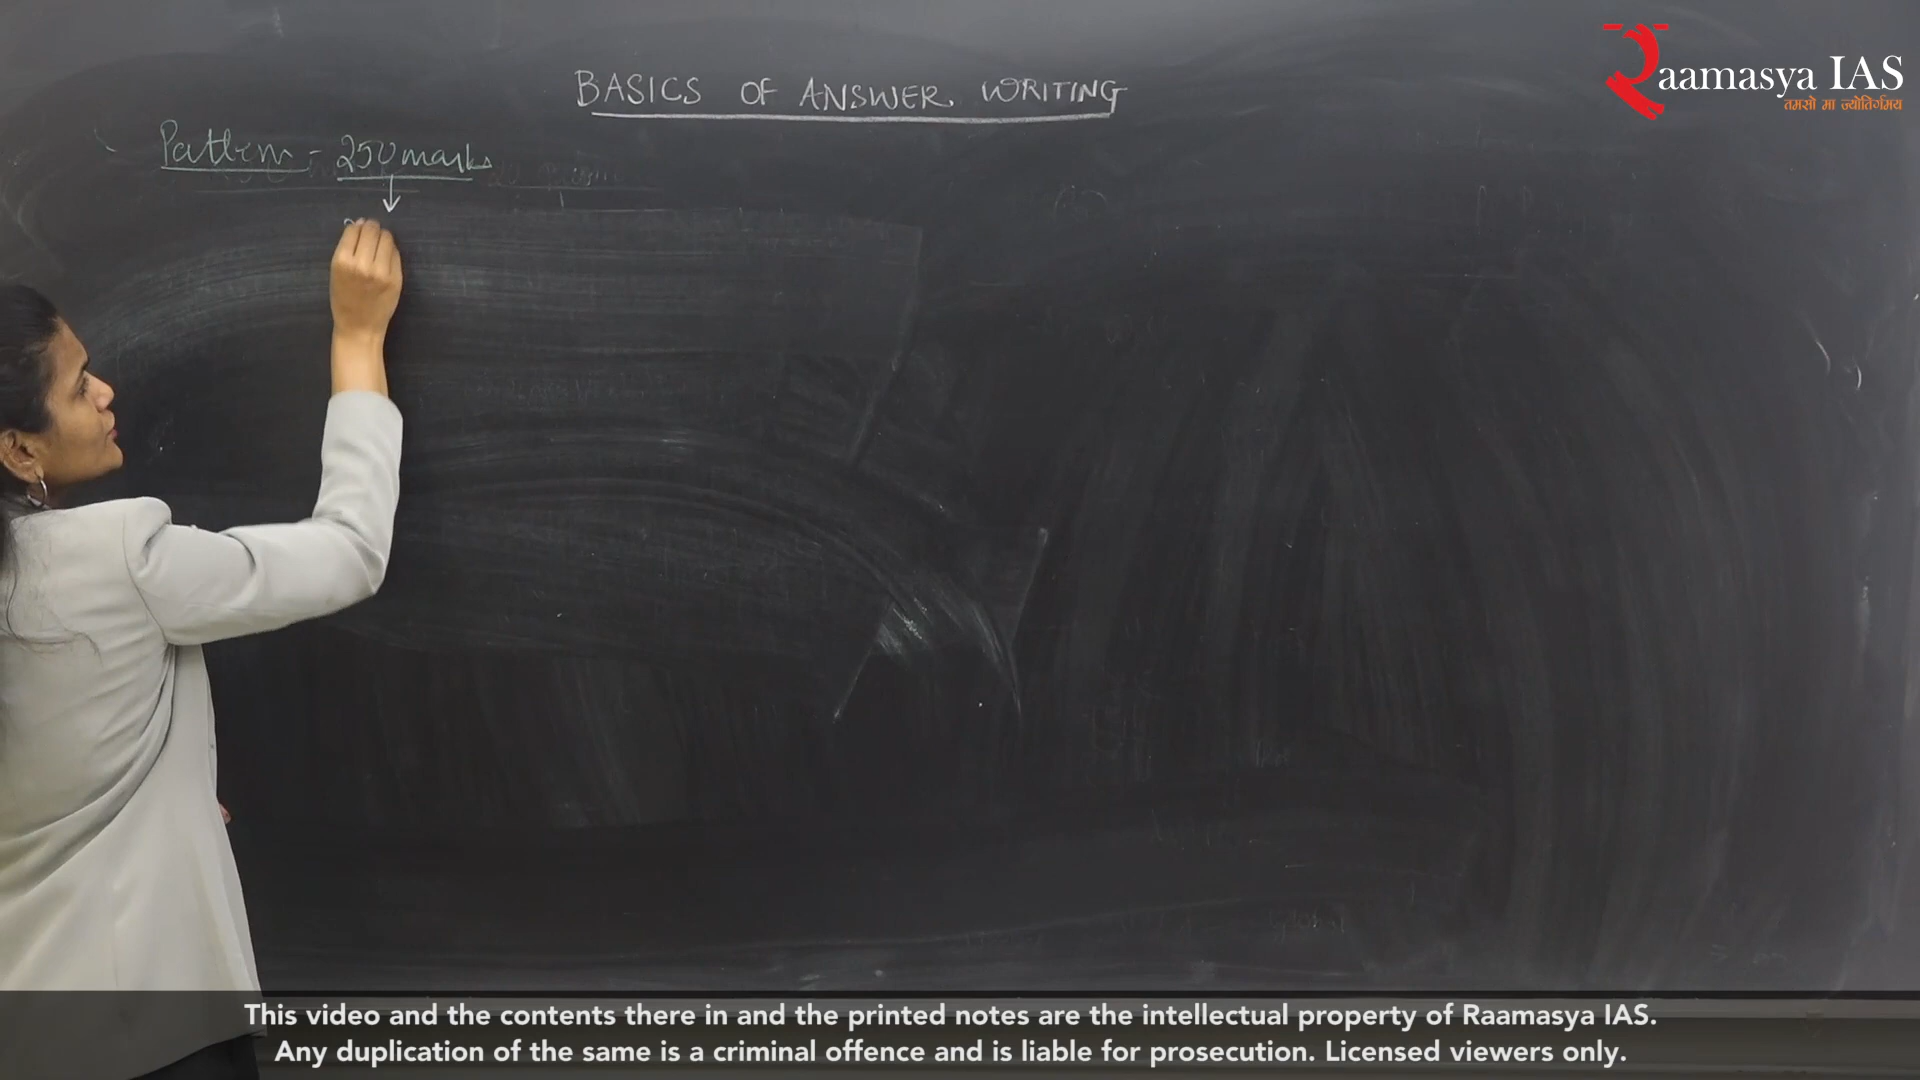 Raamasya IAS
तमसो मा ज्योतिर्गमय
BASICS OF ANSWER WRITING
Pattern - 250 marks
This video and the contents there in and the printed notes are the intellectual property of Raamasya IAS.
Any duplication of the same is a criminal offence and is liable for prosecution. Licensed viewers only.